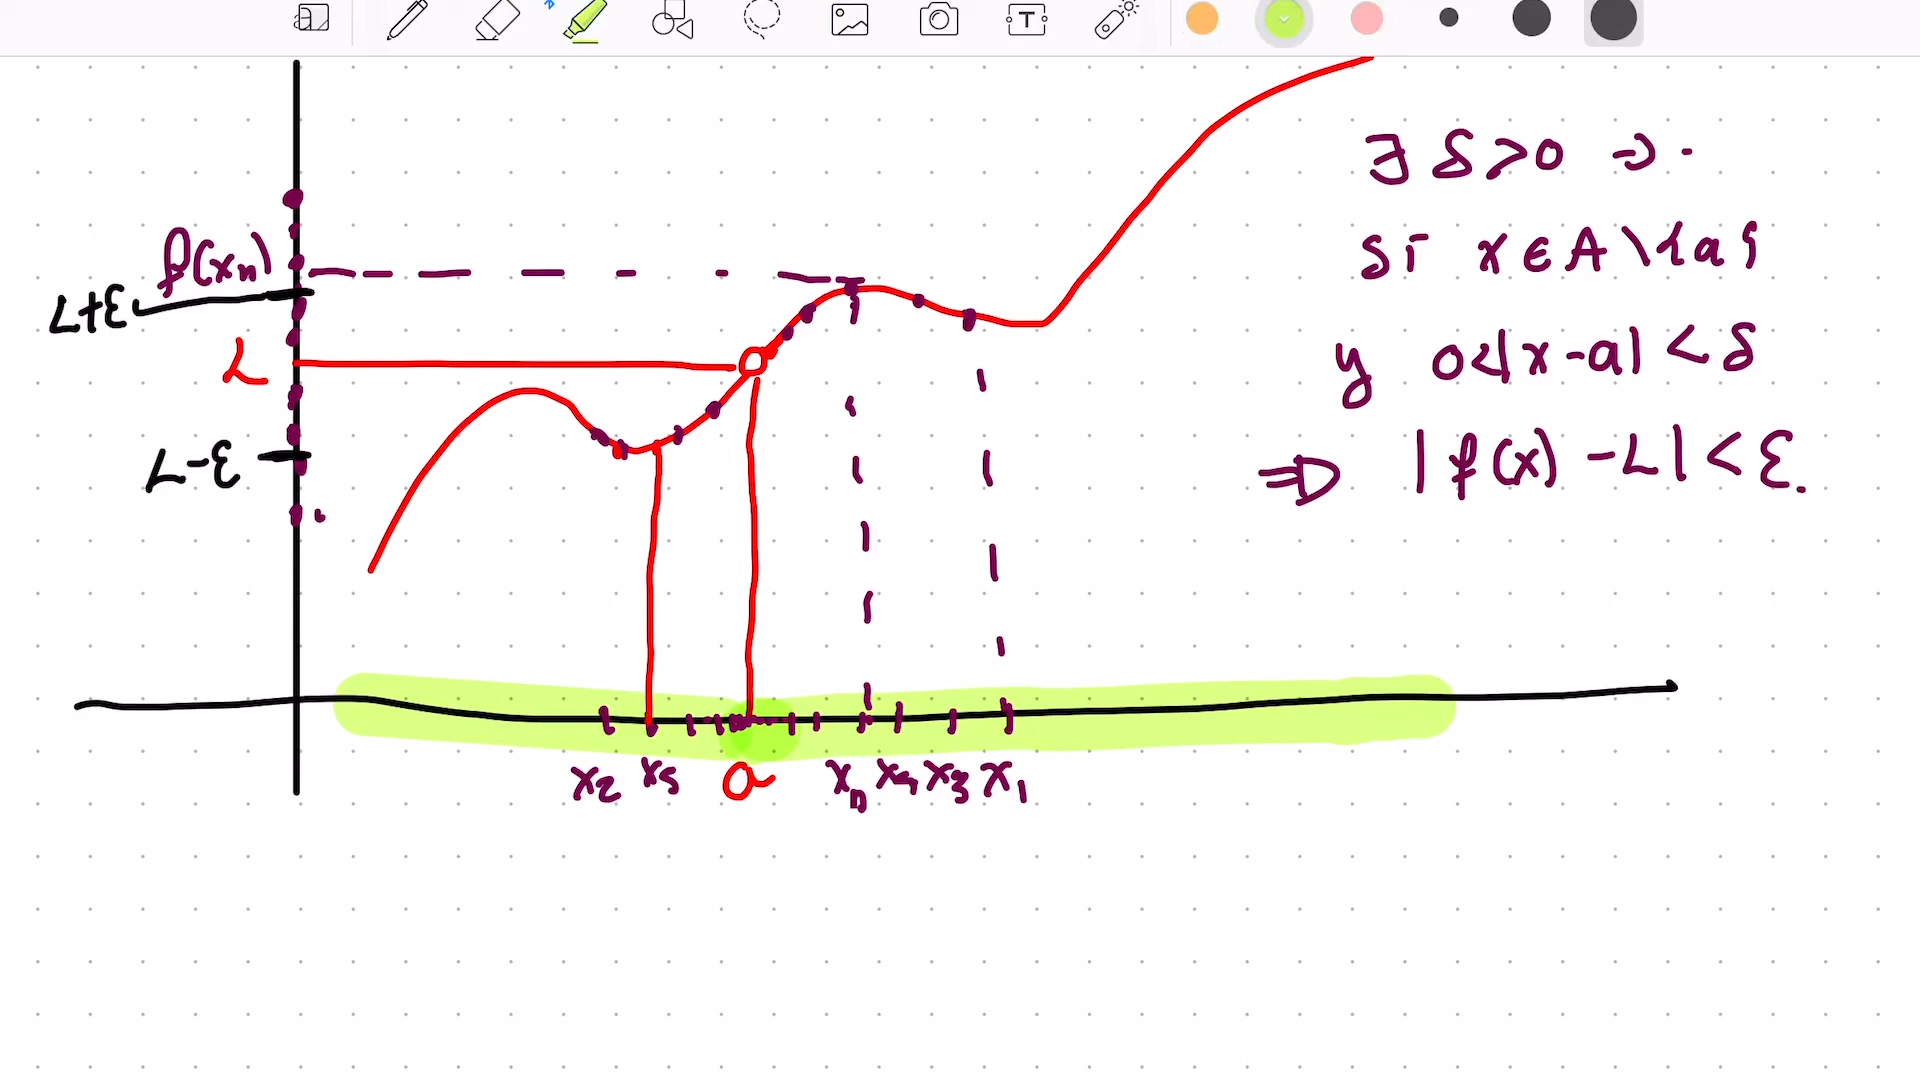 ∃ δ>0 ⇒·
si x∈A\{a}
y 0<|x-a|<δ
⇒ |f(x)-L|<ε.
f(xn)
L+ε
L
L-ε
x2 x5 a xn x4 x3 x1